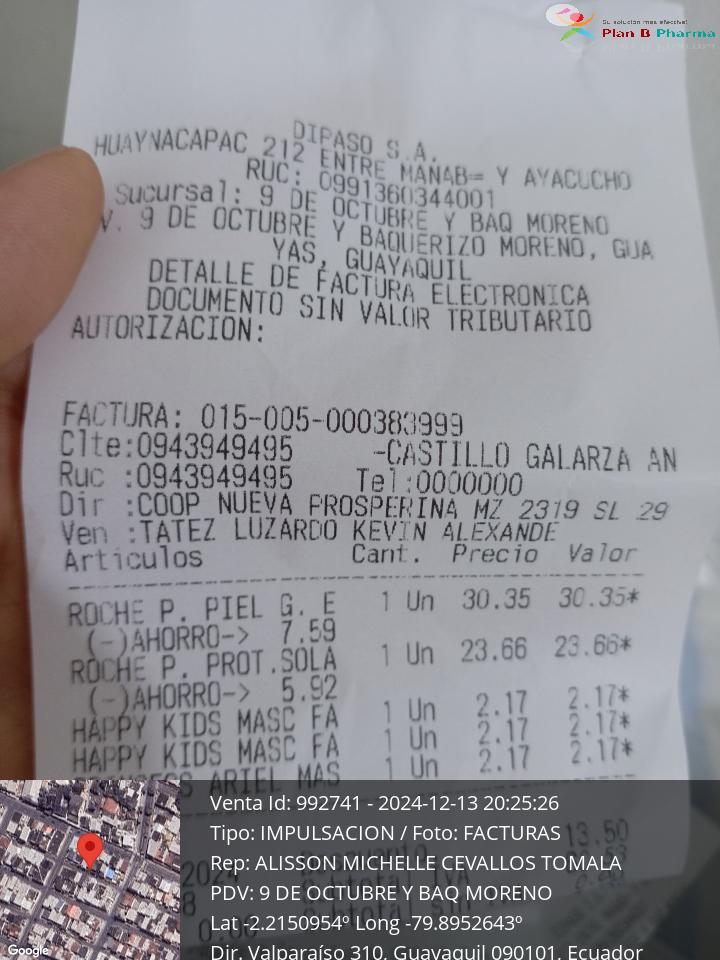 Su solución más efectiva!
Plan B Pharma
DIPASO S.A.
HUAYNACAPAC 212 ENTRE MANAB= Y AYACUCHO
RUC: 0991360344001
Sucursal: 9 DE OCTUBRE Y BAQ MORENO
V. 9 DE OCTUBRE Y BAQUERIZO MORENO, GUA
YAS, GUAYAQUIL
DETALLE DE FACTURA ELECTRONICA
DOCUMENTO SIN VALOR TRIBUTARIO
AUTORIZACION:
FACTURA: 015-005-000383999
Clte:0943949495 -CASTILLO GALARZA AN
Ruc :0943949495 Tel:0000000
Dir :COOP NUEVA PROSPERINA MZ 2319 SL 29
Ven :TATEZ LUZARDO KEVIN ALEXANDE
Artículos Cant. Precio Valor
ROCHE P. PIEL G. E 1 Un 30.35 30.35*
(-)AHORRO-> 7.59
ROCHE P. PROT.SOLA 1 Un 23.66 23.66*
(-)AHORRO-> 5.92
HAPPY KIDS MASC FA 1 Un 2.17 2.17*
HAPPY KIDS MASC FA 1 Un 2.17 2.17*
ARIEL MAS 1 Un 2.17 2.17*
13.50
Venta Id: 992741 - 2024-12-13 20:25:26
Tipo: IMPULSACION / Foto: FACTURAS
Rep: ALISSON MICHELLE CEVALLOS TOMALA
PDV: 9 DE OCTUBRE Y BAQ MORENO
Lat -2.2150954º Long -79.8952643º
Dir. Valparaíso 310, Guayaquil 090101, Ecuador
Google